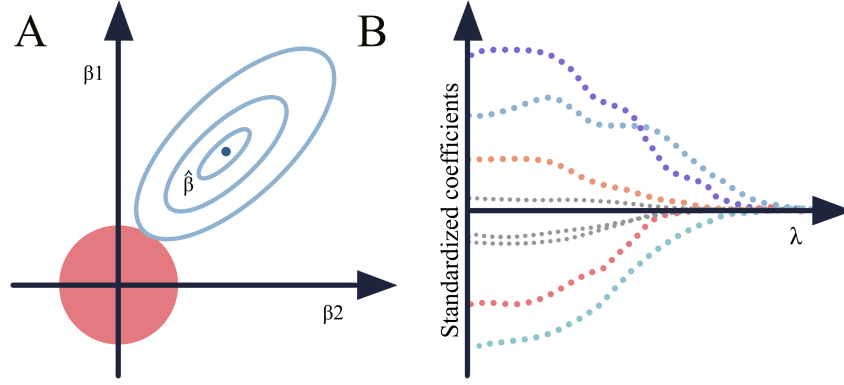 A
β1
β̂
β2
B
Standardized coefficients
λ